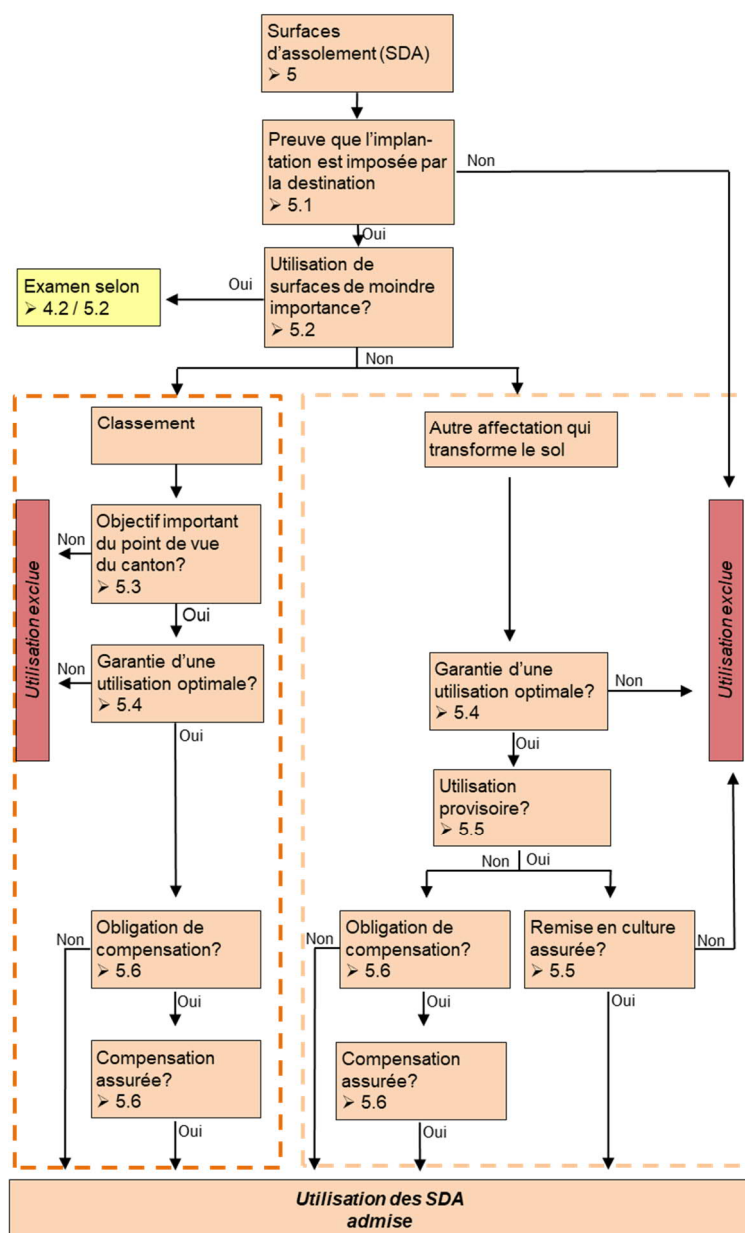 Surfaces
d'assolement (SDA)
➢ 5
Preuve que l'implan-
tation est imposée par
la destination
➢ 5.1
Non
Oui
Utilisation de
surfaces de moindre
importance?
➢ 5.2
Oui
Examen selon
➢ 4.2 / 5.2
Non
Classement
Autre affectation qui
transforme le sol
Objectif important
du point de vue
du canton?
➢ 5.3
Non
Utilisation exclue
Utilisation exclue
Oui
Garantie d'une
utilisation optimale?
➢ 5.4
Non
Oui
Garantie d'une
utilisation optimale?
➢ 5.4
Non
Oui
Utilisation
provisoire?
➢ 5.5
Non
Oui
Obligation de
compensation?
➢ 5.6
Non
Oui
Obligation de
compensation?
➢ 5.6
Non
Oui
Remise en culture
assurée?
➢ 5.5
Non
Oui
Compensation
assurée?
➢ 5.6
Oui
Compensation
assurée?
➢ 5.6
Oui
Utilisation des SDA
admise